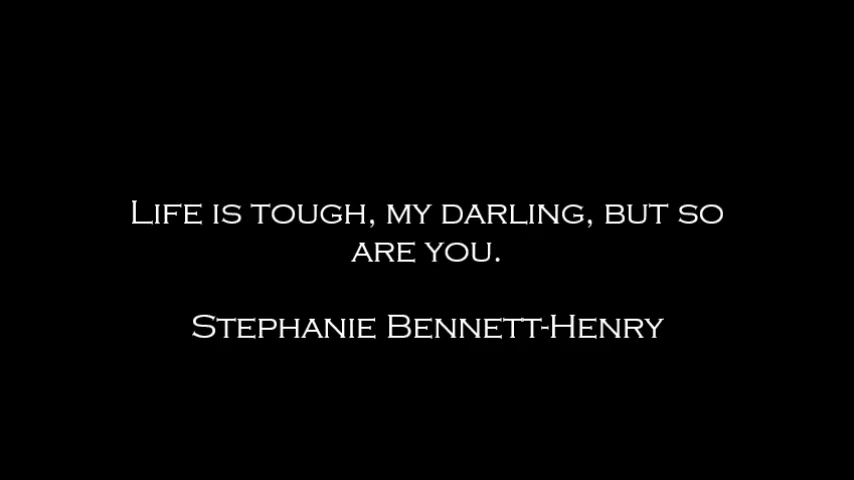 Life is tough, my darling, but so
are you.
Stephanie Bennett-Henry